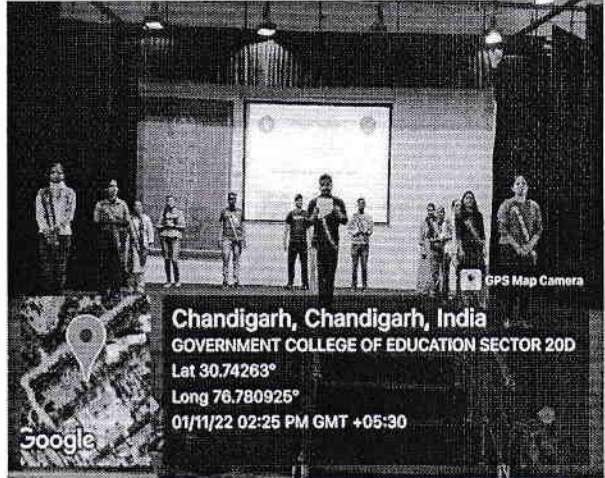 GPS Map Camera
Chandigarh, Chandigarh, India
GOVERNMENT COLLEGE OF EDUCATION SECTOR 20D
Lat 30.74263°
Long 76.780925°
01/11/22 02:25 PM GMT +05:30
Google